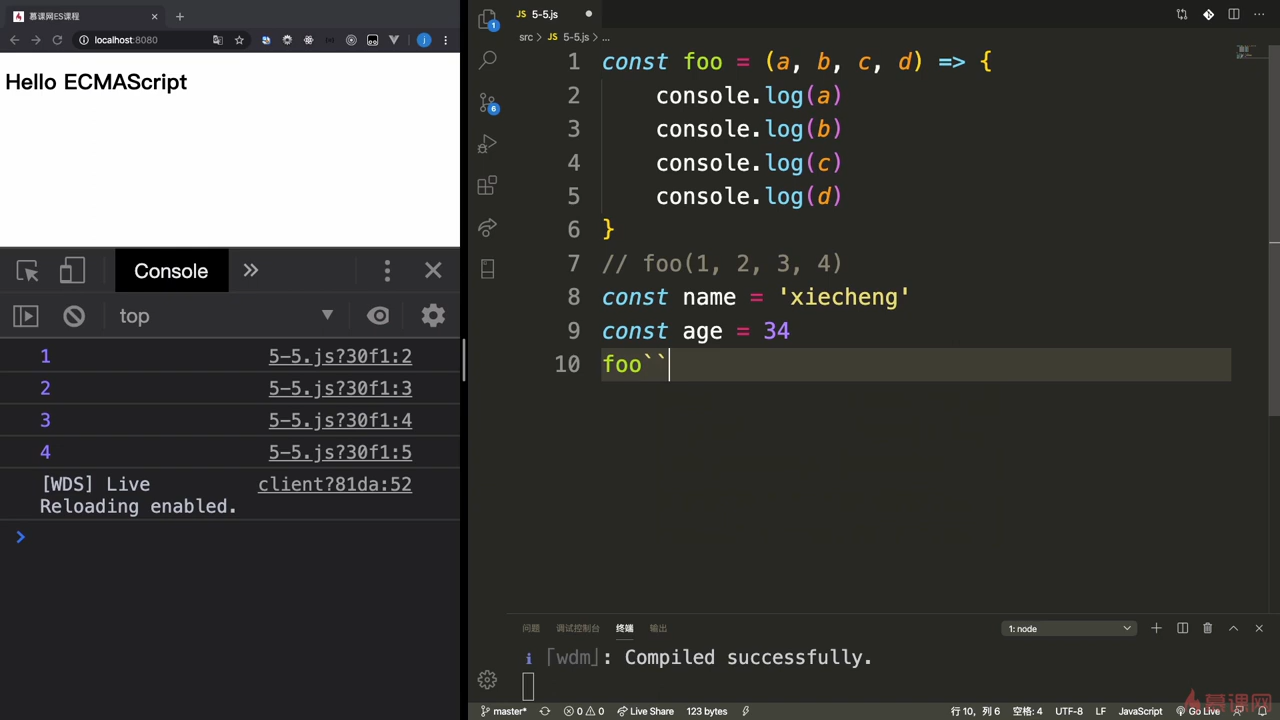 慕课网ES课程
localhost:8080
Hello ECMAScript
Console
top
1 5-5.js?30f1:2
2 5-5.js?30f1:3
3 5-5.js?30f1:4
4 5-5.js?30f1:5
[WDS] Live client?81da:52
Reloading enabled.
JS 5-5.js
src > JS 5-5.js > ...
1 const foo = (a, b, c, d) => {
2 console.log(a)
3 console.log(b)
4 console.log(c)
5 console.log(d)
6 }
7 // foo(1, 2, 3, 4)
8 const name = 'xiecheng'
9 const age = 34
10 foo``
1
6
问题 调试控制台 终端 输出 1: node
i 「wdm」: Compiled successfully.
master* 0 0 Live Share 123 bytes 行 10, 列 6 空格: 4 UTF-8 LF JavaScript Go Live
慕课网